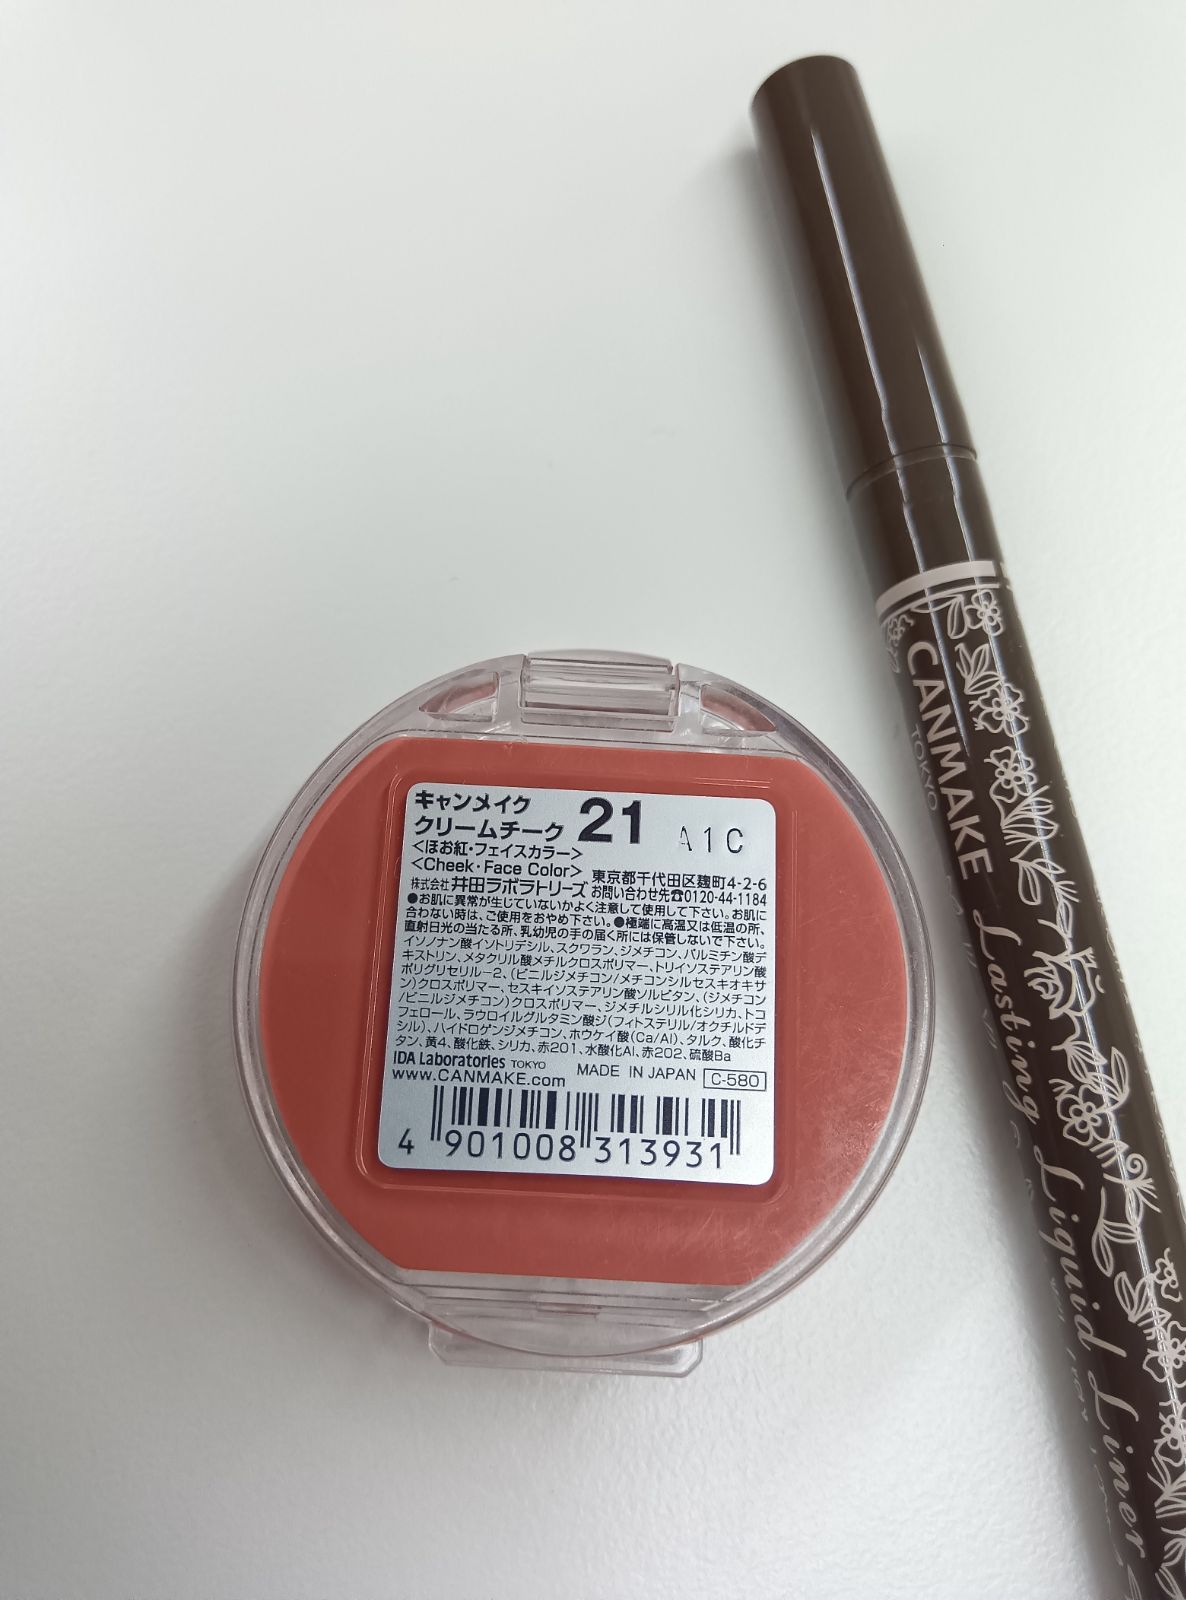 キャンメイク
クリームチーク 21 A1C
<ほお紅・フェイスカラー>
<Cheek・Face Color> 東京都千代田区麹町4-2-6
株式会社 井田ラボラトリーズ お問い合わせ先☎0120-44-1184
●お肌に異常が生じていないかよく注意して使用して下さい。お肌に
合わない時は、ご使用をおやめ下さい。●極端に高温又は低温の所、
直射日光の当たる所、乳幼児の手の届く所には保管しないで下さい。
イソノナン酸イソトリデシル、スクワラン、ジメチコン、パルミチン酸デ
キストリン、メタクリル酸メチルクロスポリマー、トリイソステアリン酸
ポリグリセリル-2、(ビニルジメチコン/メチコンシルセスキオキサ
ン)クロスポリマー、セスキイソステアリン酸ソルビタン、(ジメチコン
/ビニルジメチコン)クロスポリマー、ジメチルシリル化シリカ、トコ
フェロール、ラウロイルグルタミン酸ジ(フィトステリル/オクチルドデ
シル)、ハイドロゲンジメチコン、ホウケイ酸(Ca/Al)、タルク、酸化チ
タン、黄4、酸化鉄、シリカ、赤201、水酸化Al、赤202、硫酸Ba
IDA Laboratories TOKYO MADE IN JAPAN C-580
www.CANMAKE.com
4 901008 313931
CANMAKE
TOKYO
Lasting Liquid Liner